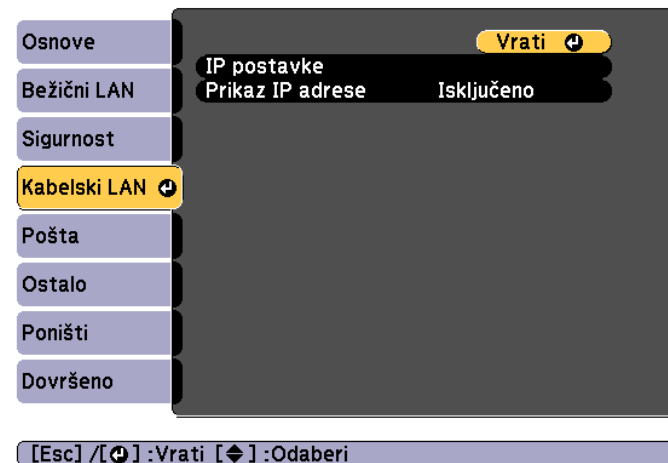 Osnove
Bežični LAN
Sigurnost
Kabelski LAN
Pošta
Ostalo
Poništi
Dovršeno
Vrati
IP postavke
Prikaz IP adrese Isključeno
[Esc] /[⏎] :Vrati [◆] :Odaberi